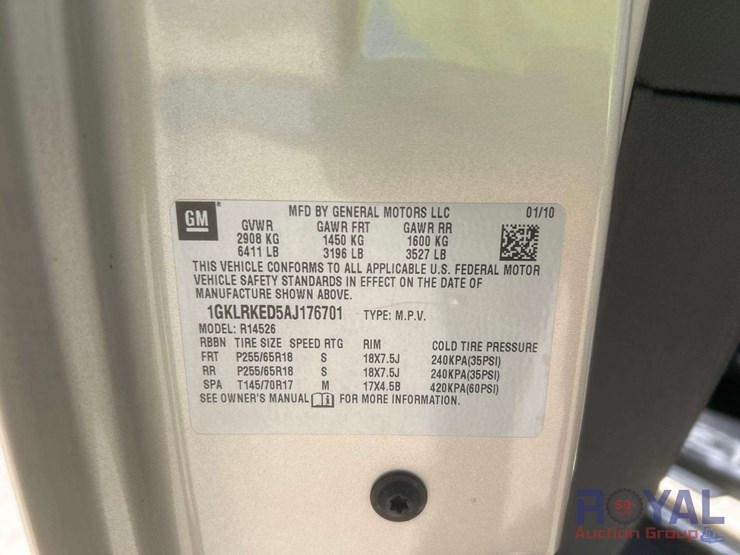 GM
MFD BY GENERAL MOTORS LLC 01/10
GVWR GAWR FRT GAWR RR
2908 KG 1450 KG 1600 KG
6411 LB 3196 LB 3527 LB
THIS VEHICLE CONFORMS TO ALL APPLICABLE U.S. FEDERAL MOTOR
VEHICLE SAFETY STANDARDS IN EFFECT ON THE DATE OF
MANUFACTURE SHOWN ABOVE.
1GKLRKED5AJ176701 TYPE: M.P.V.
MODEL: R14526
RBBN TIRE SIZE SPEED RTG RIM COLD TIRE PRESSURE
FRT P255/65R18 S 18X7.5J 240KPA(35PSI)
RR P255/65R18 S 18X7.5J 240KPA(35PSI)
SPA T145/70R17 M 17X4.5B 420KPA(60PSI)
SEE OWNER'S MANUAL FOR MORE INFORMATION.
ROYAL
Auction Group